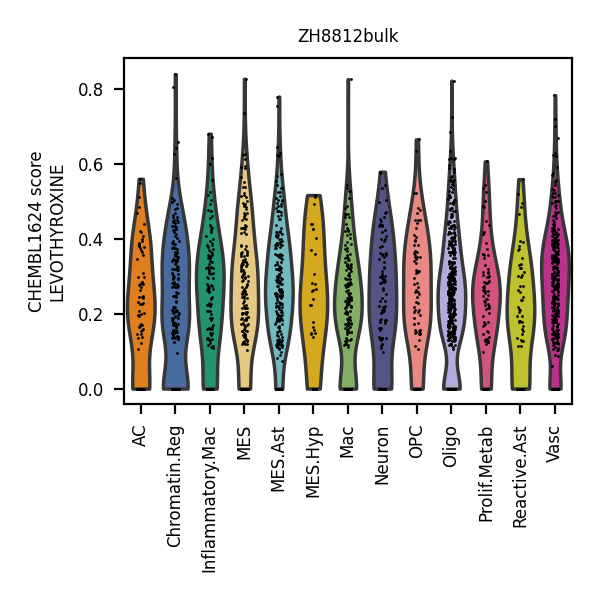 ZH8812bulk
CHEMBL1624 score
LEVOTHYROXINE
0.8
0.6
0.4
0.2
0.0
AC
Chromatin.Reg
Inflammatory.Mac
MES
MES.Ast
MES.Hyp
Mac
Neuron
OPC
Oligo
Prolif.Metab
Reactive.Ast
Vasc